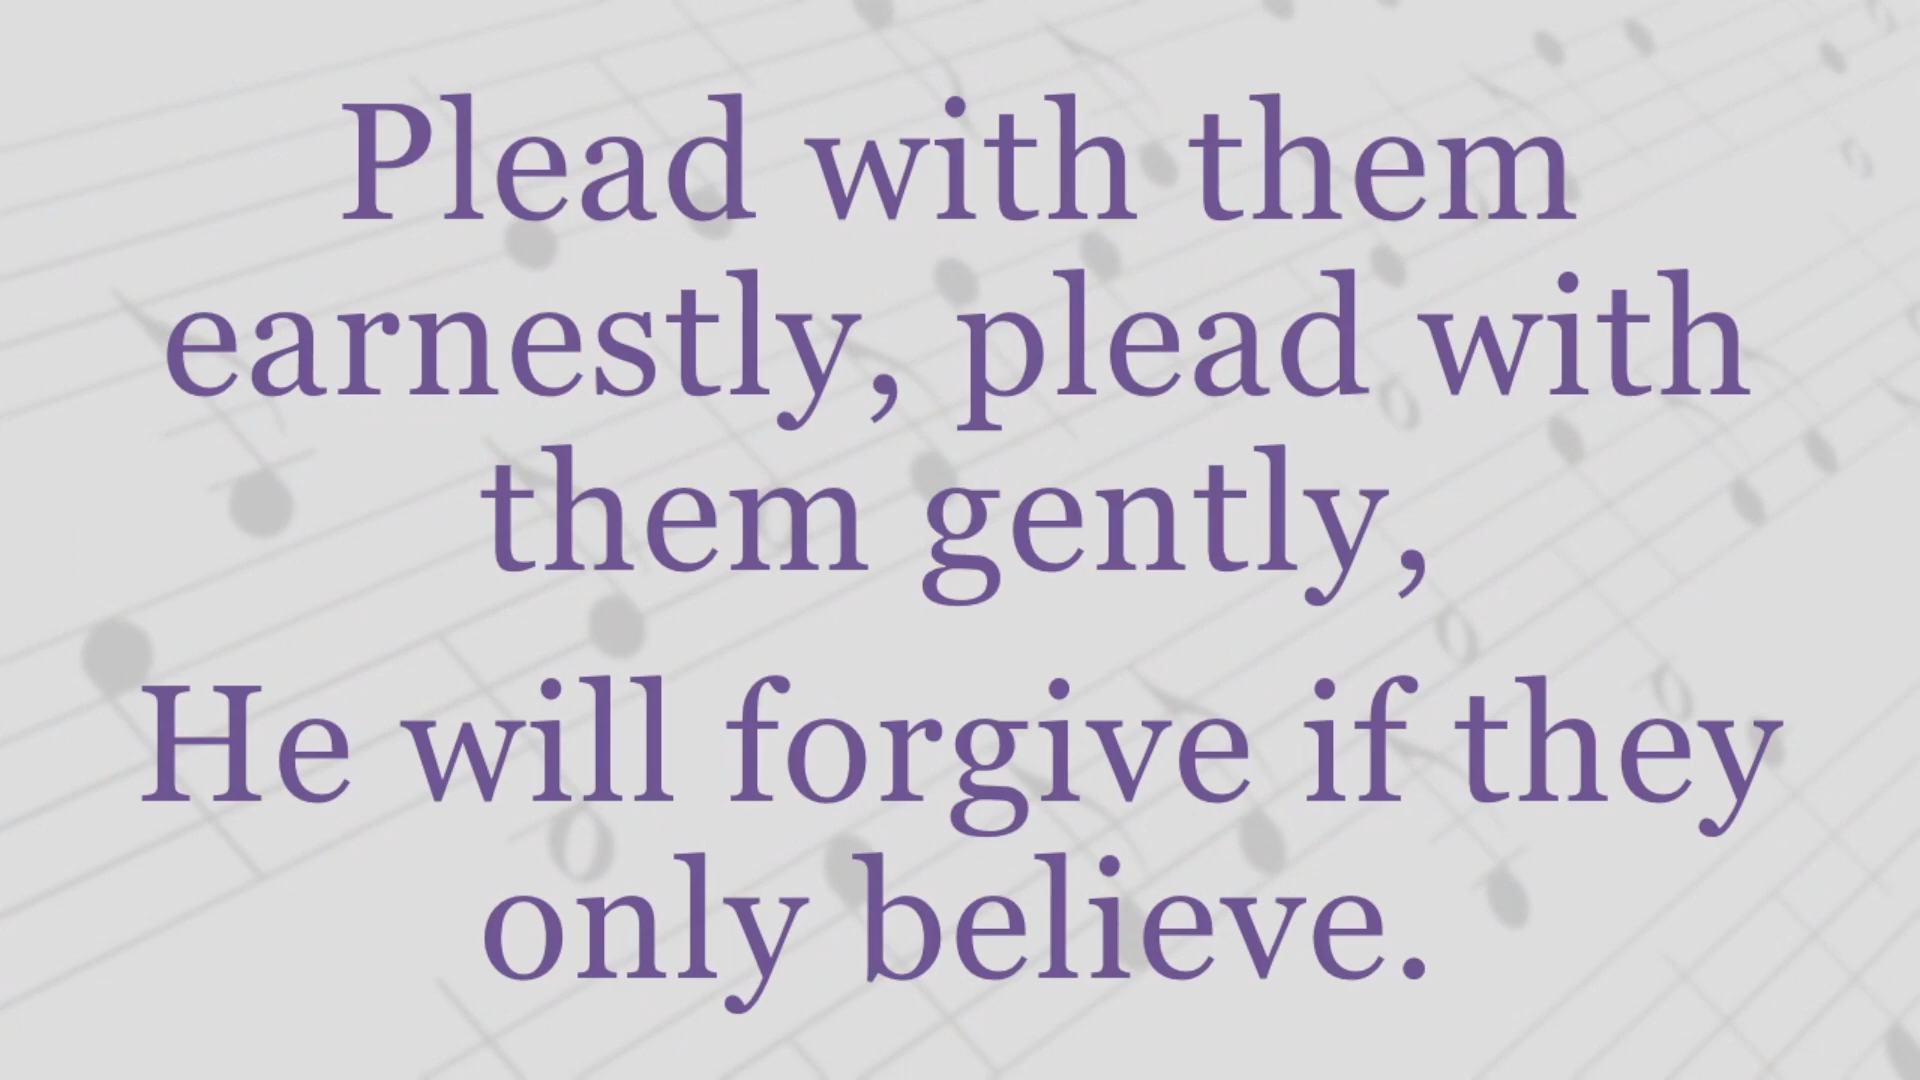 Plead with them
earnestly, plead with
them gently,
He will forgive if they
only believe.